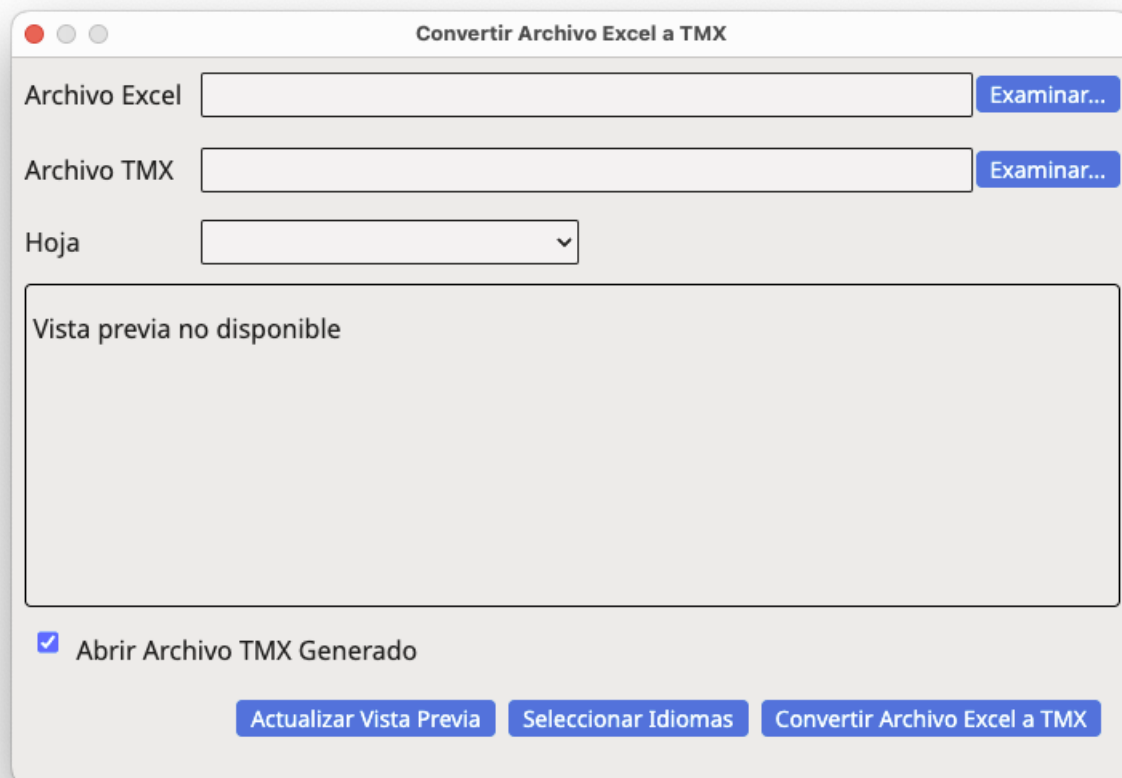 Convertir Archivo Excel a TMX
Archivo Excel Examinar...
Archivo TMX Examinar...
Hoja
Vista previa no disponible
Abrir Archivo TMX Generado
Actualizar Vista Previa Seleccionar Idiomas Convertir Archivo Excel a TMX